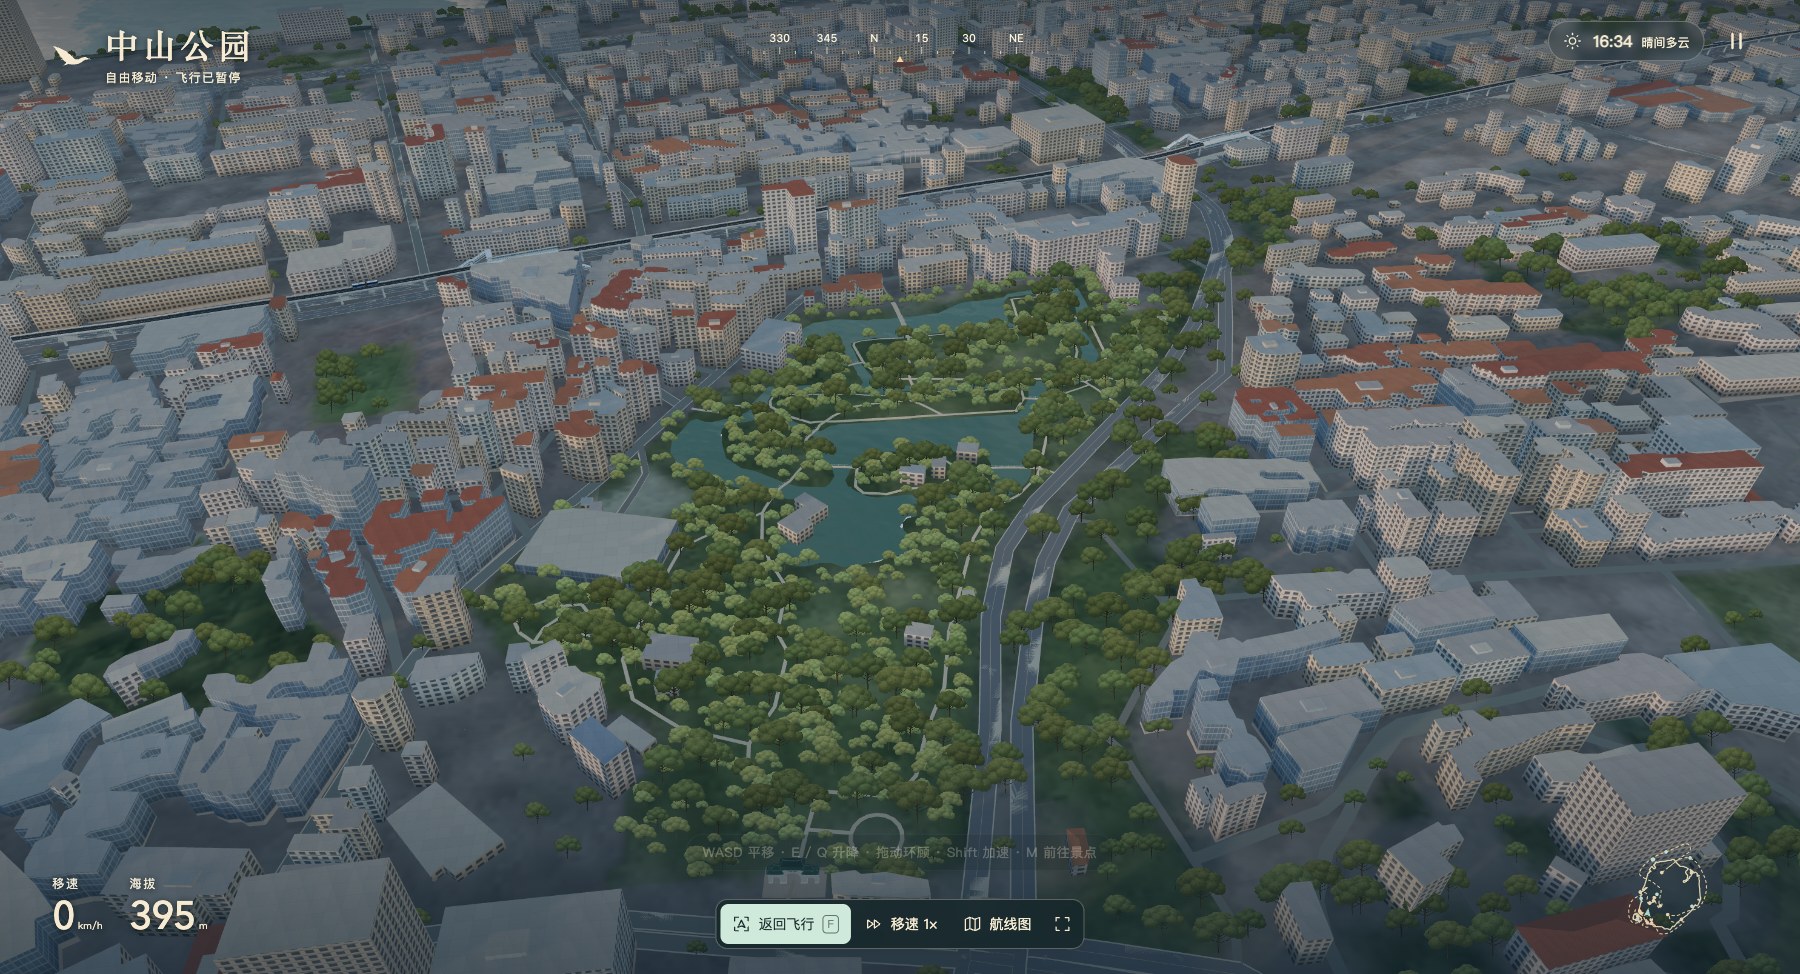 中山公园
自由移动 · 飞行已暂停
330 345 N 15 30 NE
16:34 晴间多云
WASD 平移 · E / Q 升降 · 拖动环顾 · Shift 加速 · M 前往景点
移速 海拔
0 km/h 395 m
返回飞行 F 移速 1x 航线图